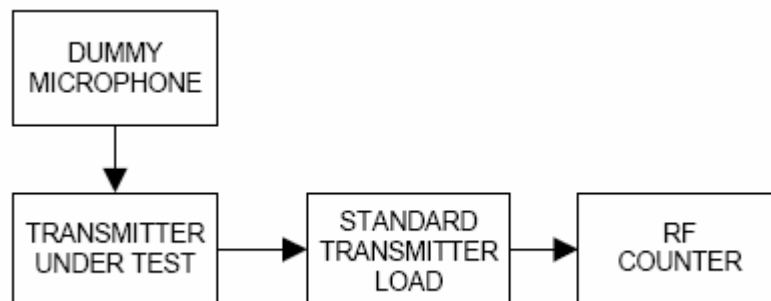 DUMMY
MICROPHONE
TRANSMITTER
UNDER TEST
STANDARD
TRANSMITTER
LOAD
RF
COUNTER